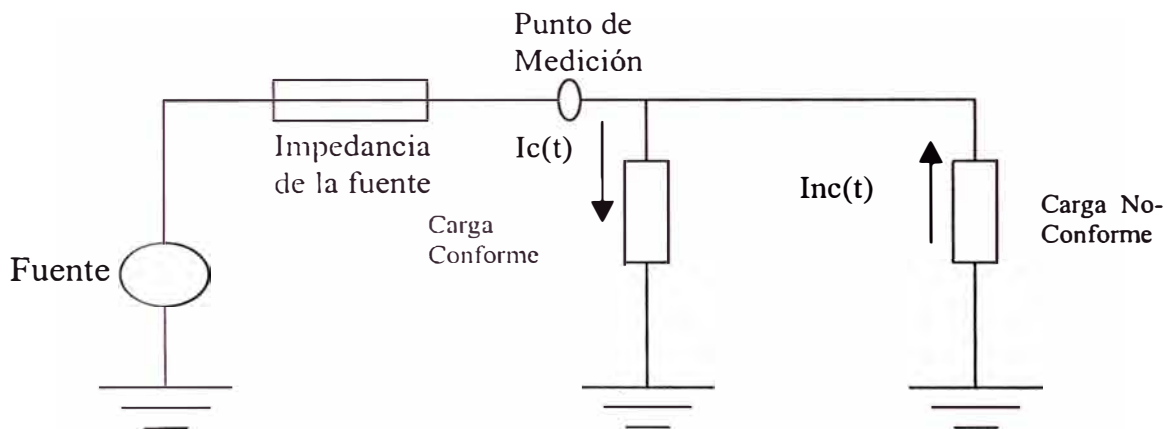 Punto de
Medición
Impedancia
de la fuente
Ic(t)
Inc(t)
Carga
Conforme
Carga No-
Conforme
Fuente